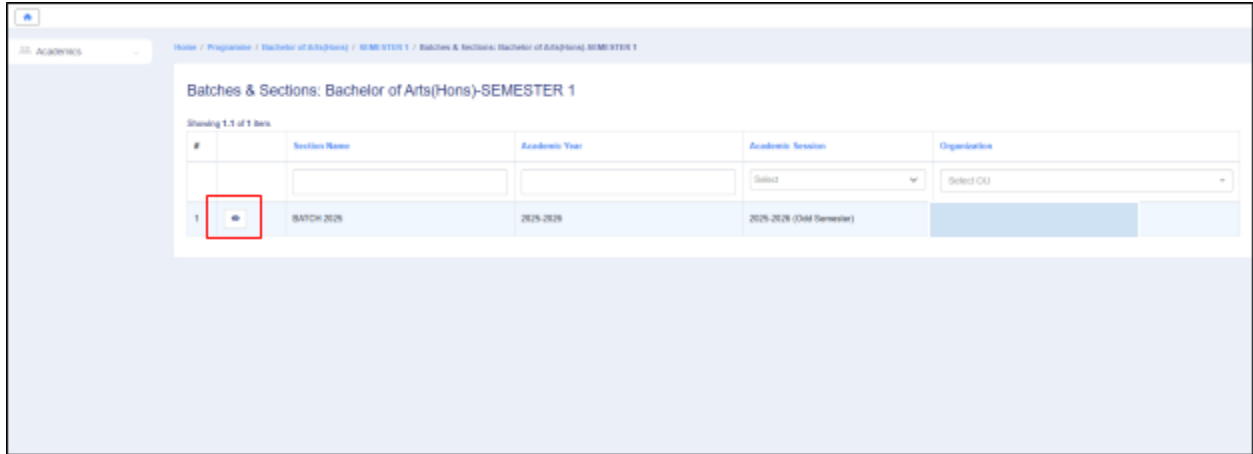 Academics
Home / Programme / Bachelor of Arts(Hons) / SEMESTER 1 / Batches & Sections: Bachelor of Arts(Hons)-SEMESTER 1
Batches & Sections: Bachelor of Arts(Hons)-SEMESTER 1
Showing 1-1 of 1 item.
# Section Name Academic Year Academic Session Organization
Select Select OU
1 BATCH 2025 2025-2026 2025-2026 (Odd Semester)